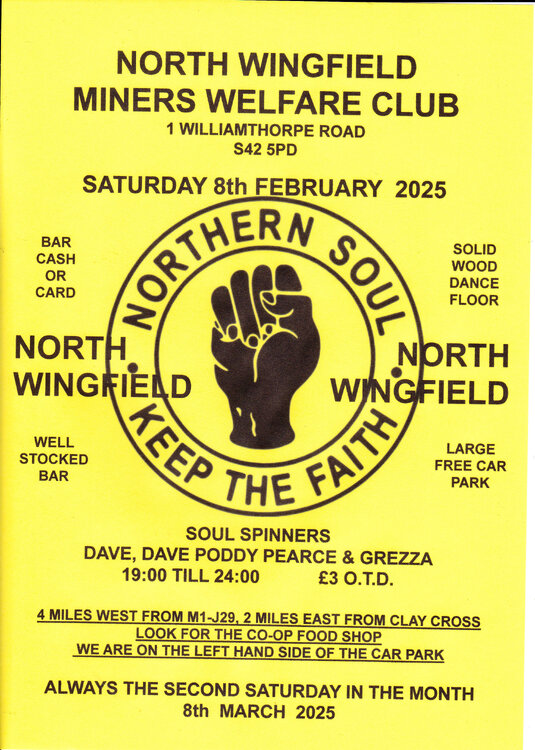 NORTH WINGFIELD
MINERS WELFARE CLUB
1 WILLIAMTHORPE ROAD
S42 5PD
SATURDAY 8th FEBRUARY 2025
BAR
CASH
OR
CARD
SOLID
WOOD
DANCE
FLOOR
NORTHERN SOUL
KEEP THE FAITH
NORTH
WINGFIELD
NORTH
WINGFIELD
WELL
STOCKED
BAR
LARGE
FREE CAR
PARK
SOUL SPINNERS
DAVE, DAVE PODDY PEARCE & GREZZA
19:00 TILL 24:00 £3 O.T.D.
4 MILES WEST FROM M1-J29, 2 MILES EAST FROM CLAY CROSS
LOOK FOR THE CO-OP FOOD SHOP
WE ARE ON THE LEFT HAND SIDE OF THE CAR PARK
ALWAYS THE SECOND SATURDAY IN THE MONTH
8th MARCH 2025